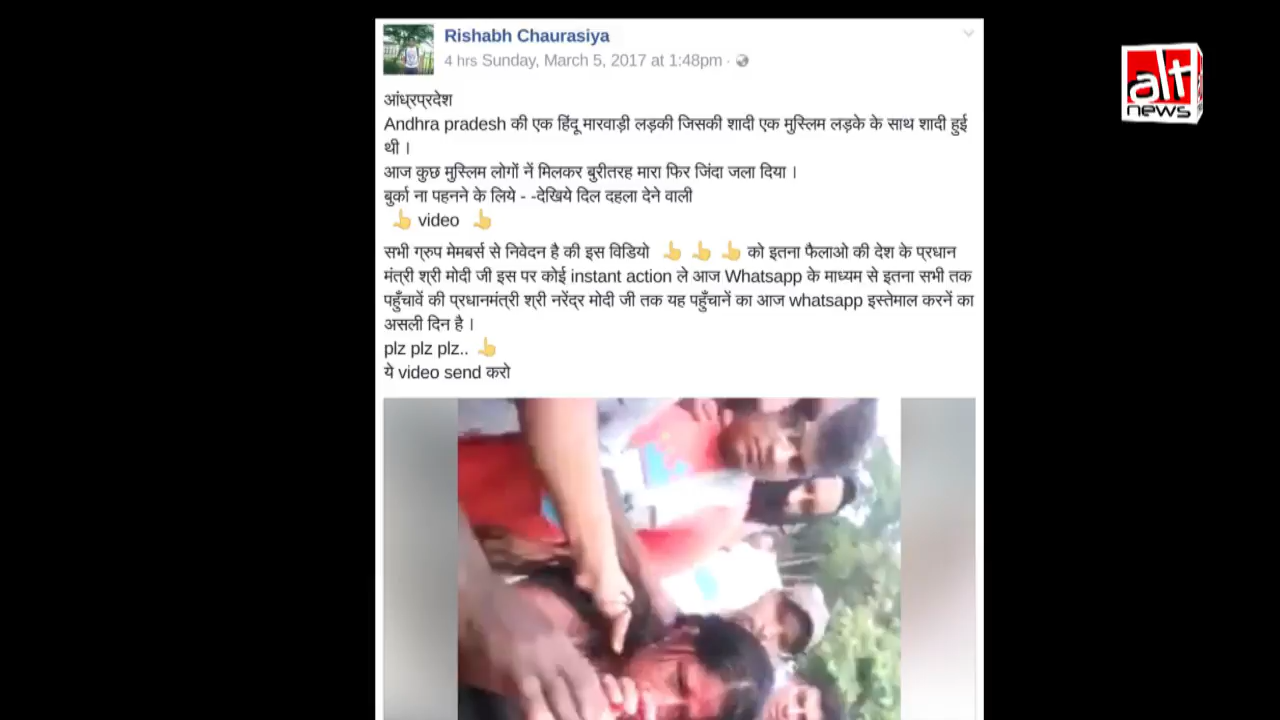 Rishabh Chaurasiya
4 hrs Sunday, March 5, 2017 at 1:48pm ·
alt
news
आंध्रप्रदेश
Andhra pradesh की एक हिंदू मारवाड़ी लड़की जिसकी शादी एक मुस्लिम लड़के के साथ शादी हुई
थी ।
आज कुछ मुस्लिम लोगों नें मिलकर बुरीतरह मारा फिर जिंदा जला दिया ।
बुर्का ना पहनने के लिये - -देखिये दिल दहला देने वाली
👆 video 👆
सभी ग्रुप मेमबर्स से निवेदन है की इस विडियो 👆 👆 👆 को इतना फैलाओ की देश के प्रधान
मंत्री श्री मोदी जी इस पर कोई instant action ले आज Whatsapp के माध्यम से इतना सभी तक
पहुँचावें की प्रधानमंत्री श्री नरेंद्र मोदी जी तक यह पहुँचानें का आज whatsapp इस्तेमाल करनें का
असली दिन है ।
plz plz plz.. 👆
ये video send करो